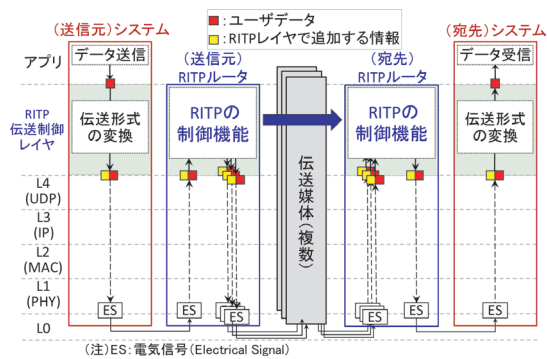 (送信元)システム
データ送信
伝送形式
の変換
ES
: ユーザデータ
: RITPレイヤで追加する情報
(送信元)
RITPルータ
RITPの
制御機能
ES
ES
伝送媒体(複数)
(宛先)
RITPルータ
RITPの
制御機能
ES
ES
(宛先)システム
データ受信
伝送形式
の変換
ES
アプリ
RITP
伝送制御
レイヤ
L4
(UDP)
L3
(IP)
L2
(MAC)
L1
(PHY)
L0
(注)ES:電気信号(Electrical Signal)